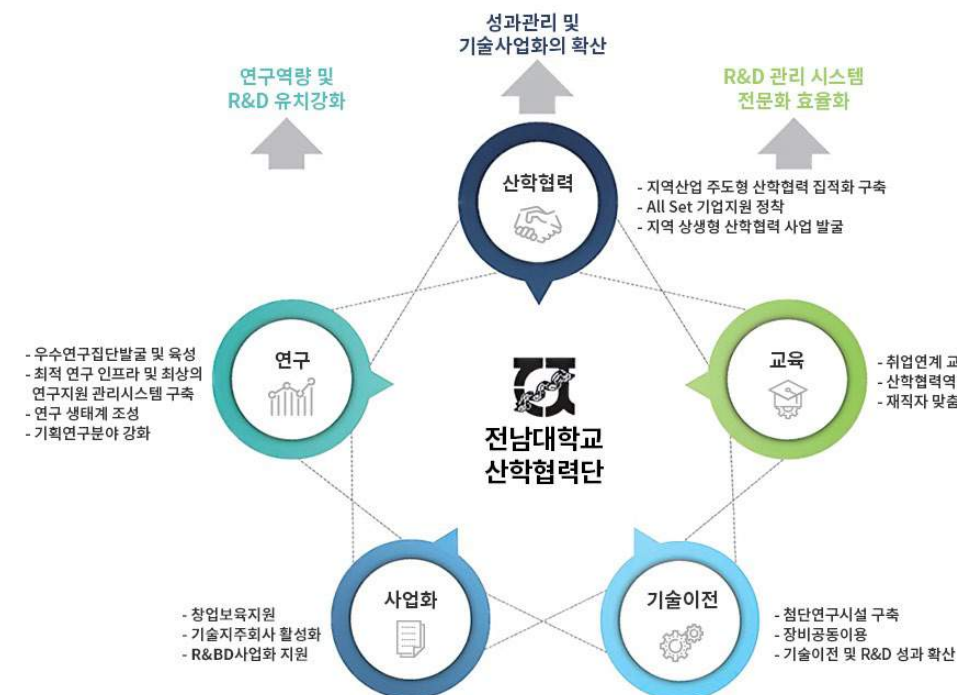 성과관리 및
기술사업화의 확산
연구역량 및
R&D 유치강화
R&D 관리 시스템
전문화 효율화
산학협력
- 지역산업 주도형 산학협력 집적화 구축
- All Set 기업지원 정착
- 지역 상생형 산학협력 사업 발굴
연구
- 우수연구집단발굴 및 육성
- 최적 연구 인프라 및 최상의
연구지원 관리시스템 구축
- 연구 생태계 조성
- 기획연구분야 강화
교육
- 취업연계 교
- 산학협력역
- 재직자 맞춤
전남대학교
산학협력단
사업화
- 창업보육지원
- 기술지주회사 활성화
- R&BD사업화 지원
기술이전
- 첨단연구시설 구축
- 장비공동이용
- 기술이전 및 R&D 성과 확산